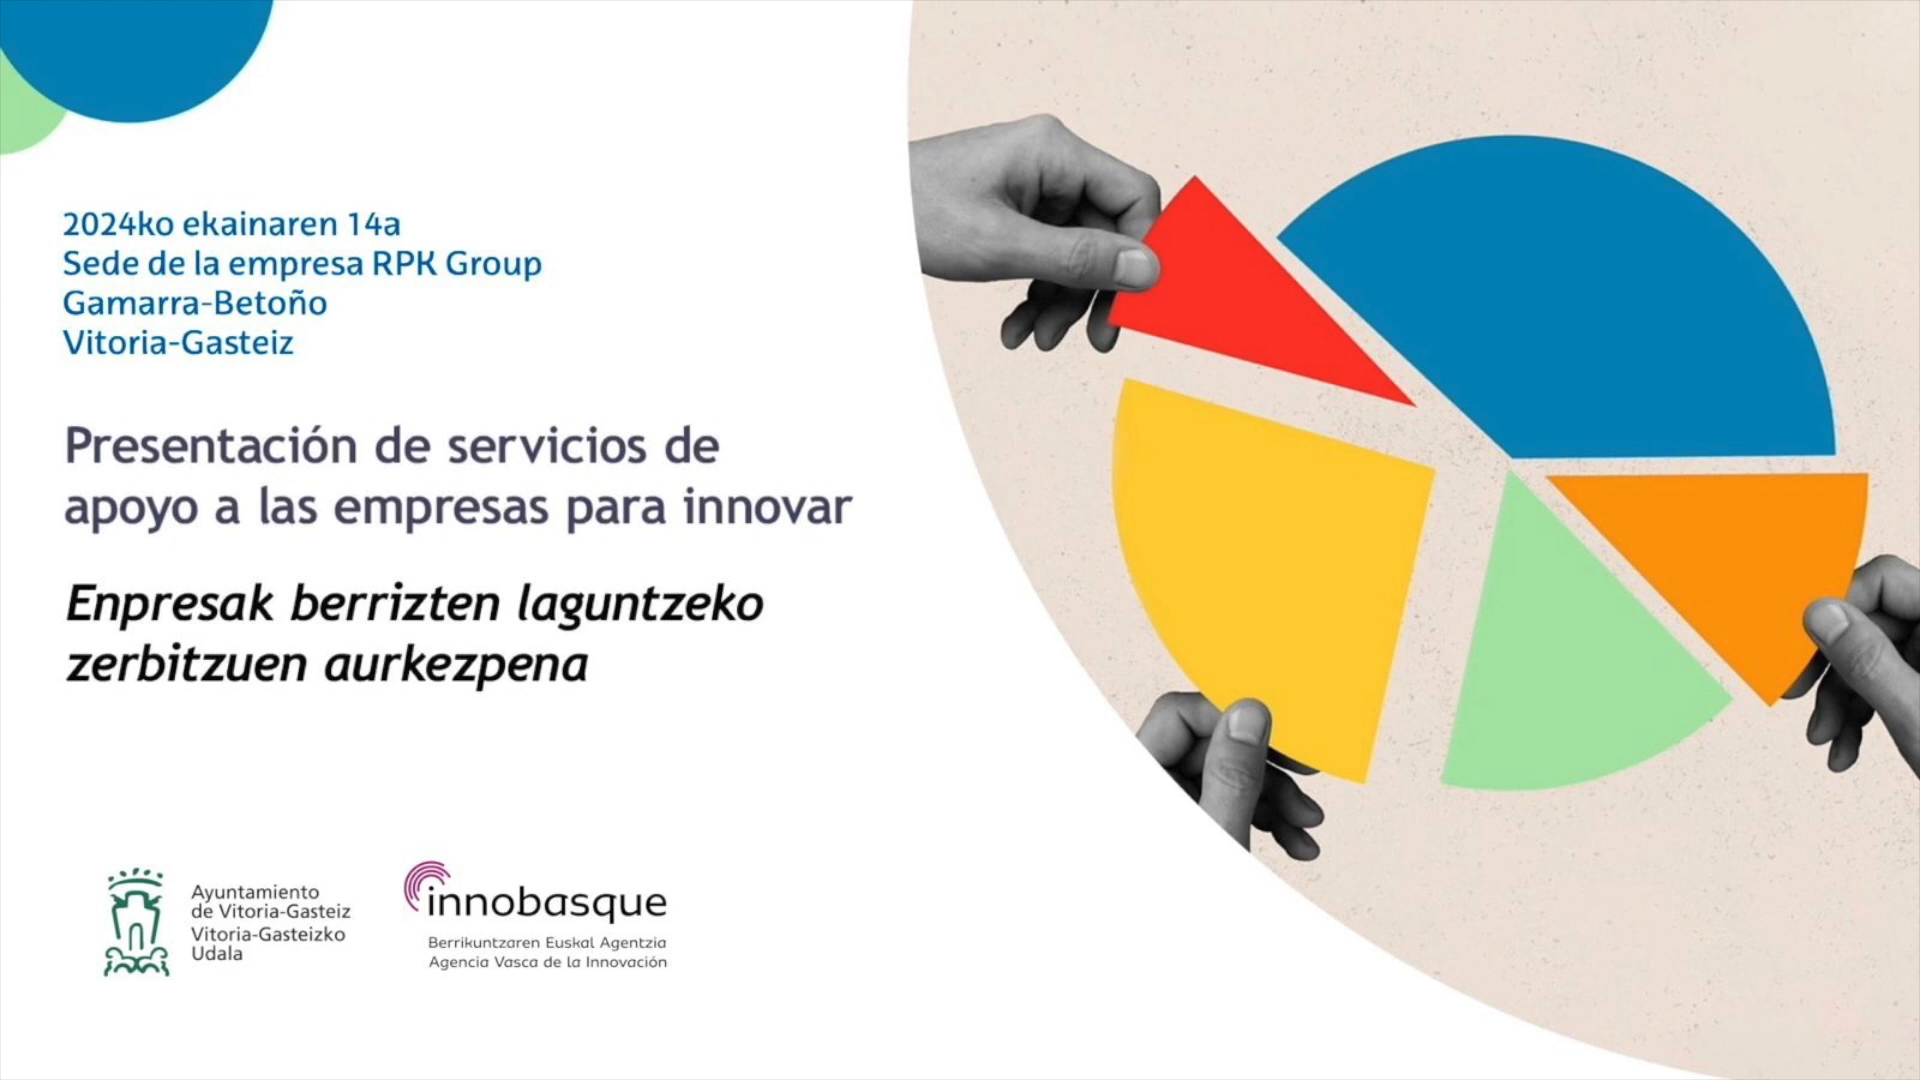 2024ko ekainaren 14a
Sede de la empresa RPK Group
Gamarra-Betoño
Vitoria-Gasteiz
Presentación de servicios de
apoyo a las empresas para innovar
Enpresak berrizten laguntzeko
zerbitzuen aurkezpena
Ayuntamiento
de Vitoria-Gasteiz
Vitoria-Gasteizko
Udala
innobasque
Berrikuntzaren Euskal Agentzia
Agencia Vasca de la Innovación